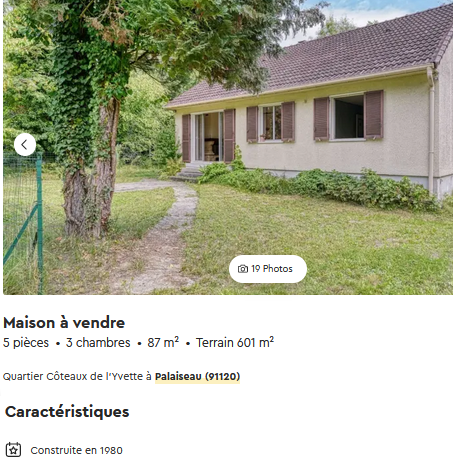 19 Photos
Maison à vendre
5 pièces • 3 chambres • 87 m² • Terrain 601 m²
Quartier Côteaux de l'Yvette à Palaiseau (91120)
Caractéristiques
Construite en 1980